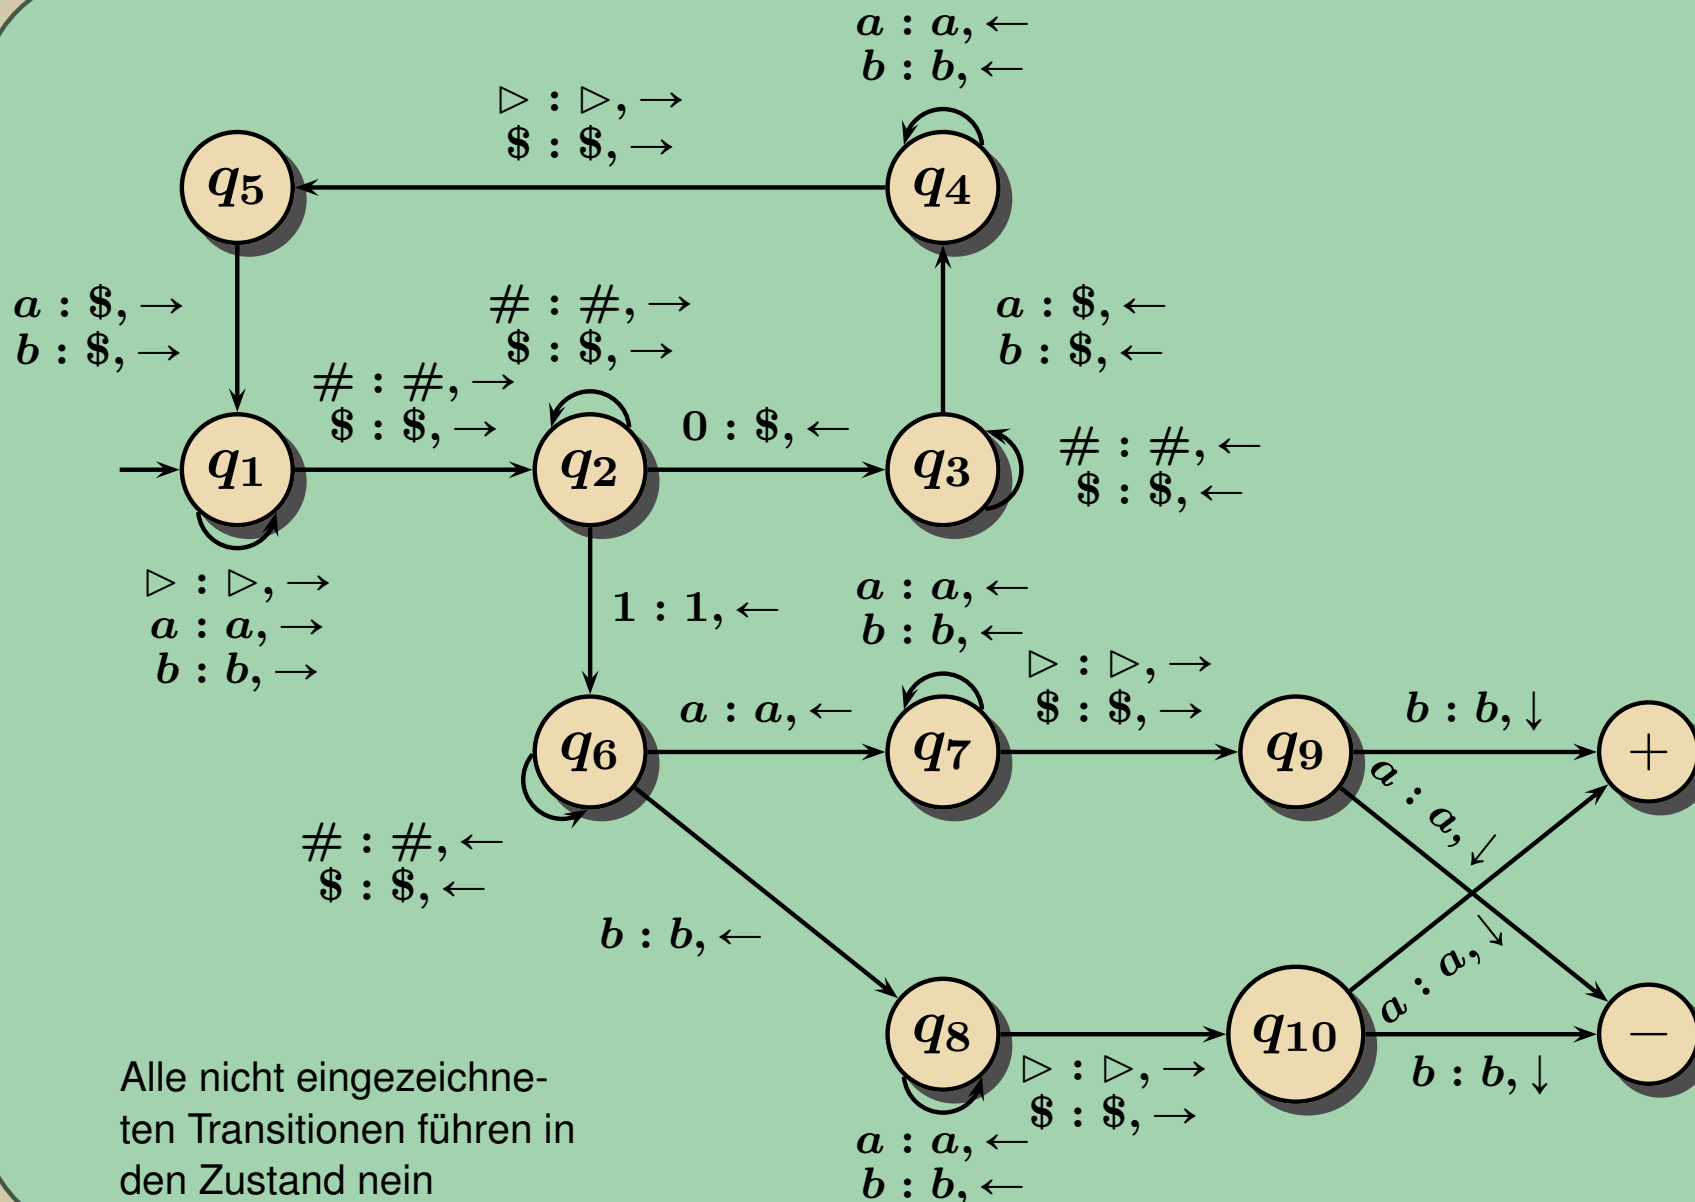 a : a, ←
b : b, ←
▷ : ▷, →
$ : $, →
q5
q4
a : $, →
b : $, →
# : #, →
$ : $, →
a : $, ←
b : $, ←
# : #, →
$ : $, →
0 : $, ←
q1
q2
q3
# : #, ←
$ : $, ←
▷ : ▷, →
a : a, →
b : b, →
1 : 1, ←
a : a, ←
b : b, ←
▷ : ▷, →
$ : $, →
a : a, ←
b : b, ↓
q6
q7
q9
+
a : a, ↓
# : #, ←
$ : $, ←
b : b, ←
a : a, ↓
q8
q10
−
▷ : ▷, →
$ : $, →
b : b, ↓
a : a, ←
b : b, ←
Alle nicht eingezeichne-
ten Transitionen führen in
den Zustand nein